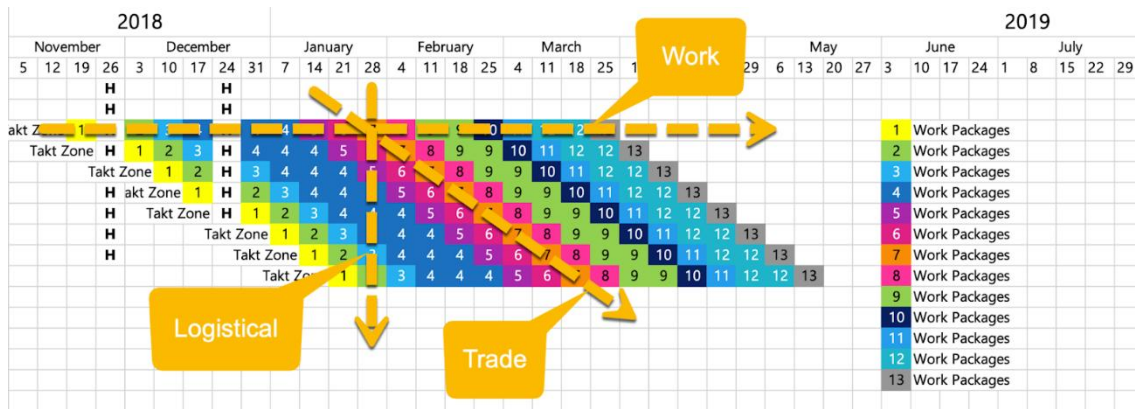 2018 2019
November December January February March May June July
5 12 19 26 3 10 17 24 31 7 14 21 28 4 11 18 25 4 11 18 25 1 29 6 13 20 27 3 10 17 24 1 8 15 22 29
H H
H H
akt Zo 1 H 4 10 2 1 Work Packages
Takt Zone H 1 2 3 H 4 4 4 5 6 8 9 9 10 11 12 12 13 2 Work Packages
Takt Zone 1 2 H 3 4 4 4 5 6 8 9 9 10 11 12 12 13 3 Work Packages
H akt Zone 1 H 2 3 4 4 5 6 8 9 9 10 11 12 12 13 4 Work Packages
Takt Zone H 1 2 3 4 4 4 5 6 8 9 9 10 11 12 12 13 5 Work Packages
H Takt Zone 1 2 3 4 4 4 5 6 7 8 9 9 10 11 12 12 13 6 Work Packages
H Takt Zone 1 2 3 4 4 4 5 6 7 8 9 9 10 11 12 12 13 7 Work Packages
Takt Zo 1 3 4 4 4 5 6 8 9 9 10 11 12 12 13 8 Work Packages
9 Work Packages
10 Work Packages
11 Work Packages
12 Work Packages
13 Work Packages
Work
Logistical
Trade